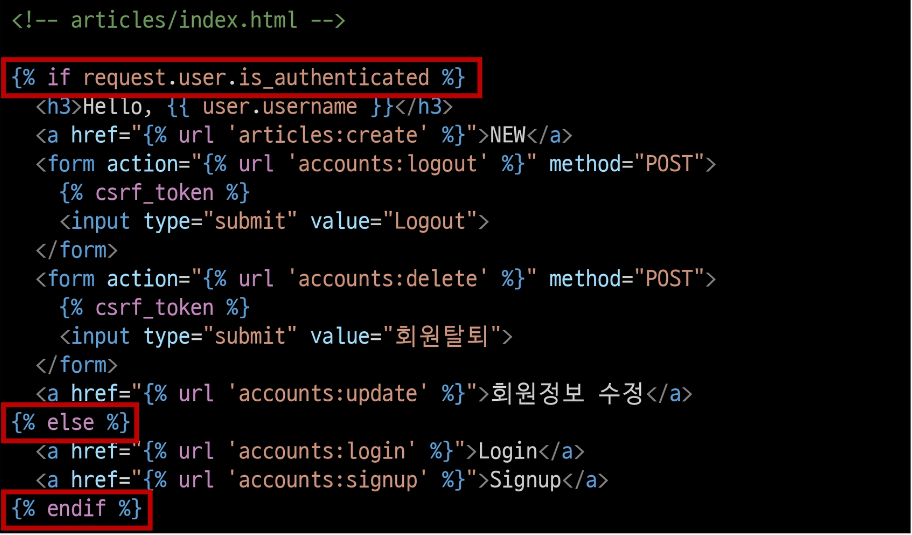 <!-- articles/index.html -->
{% if request.user.is_authenticated %}
<h3>Hello, {{ user.username }}</h3>
<a href="{% url 'articles:create' %}">NEW</a>
<form action="{% url 'accounts:logout' %}" method="POST">
{% csrf_token %}
<input type="submit" value="Logout">
</form>
<form action="{% url 'accounts:delete' %}" method="POST">
{% csrf_token %}
<input type="submit" value="회원탈퇴">
</form>
<a href="{% url 'accounts:update' %}">회원정보 수정</a>
{% else %}
<a href="{% url 'accounts:login' %}">Login</a>
<a href="{% url 'accounts:signup' %}">Signup</a>
{% endif %}